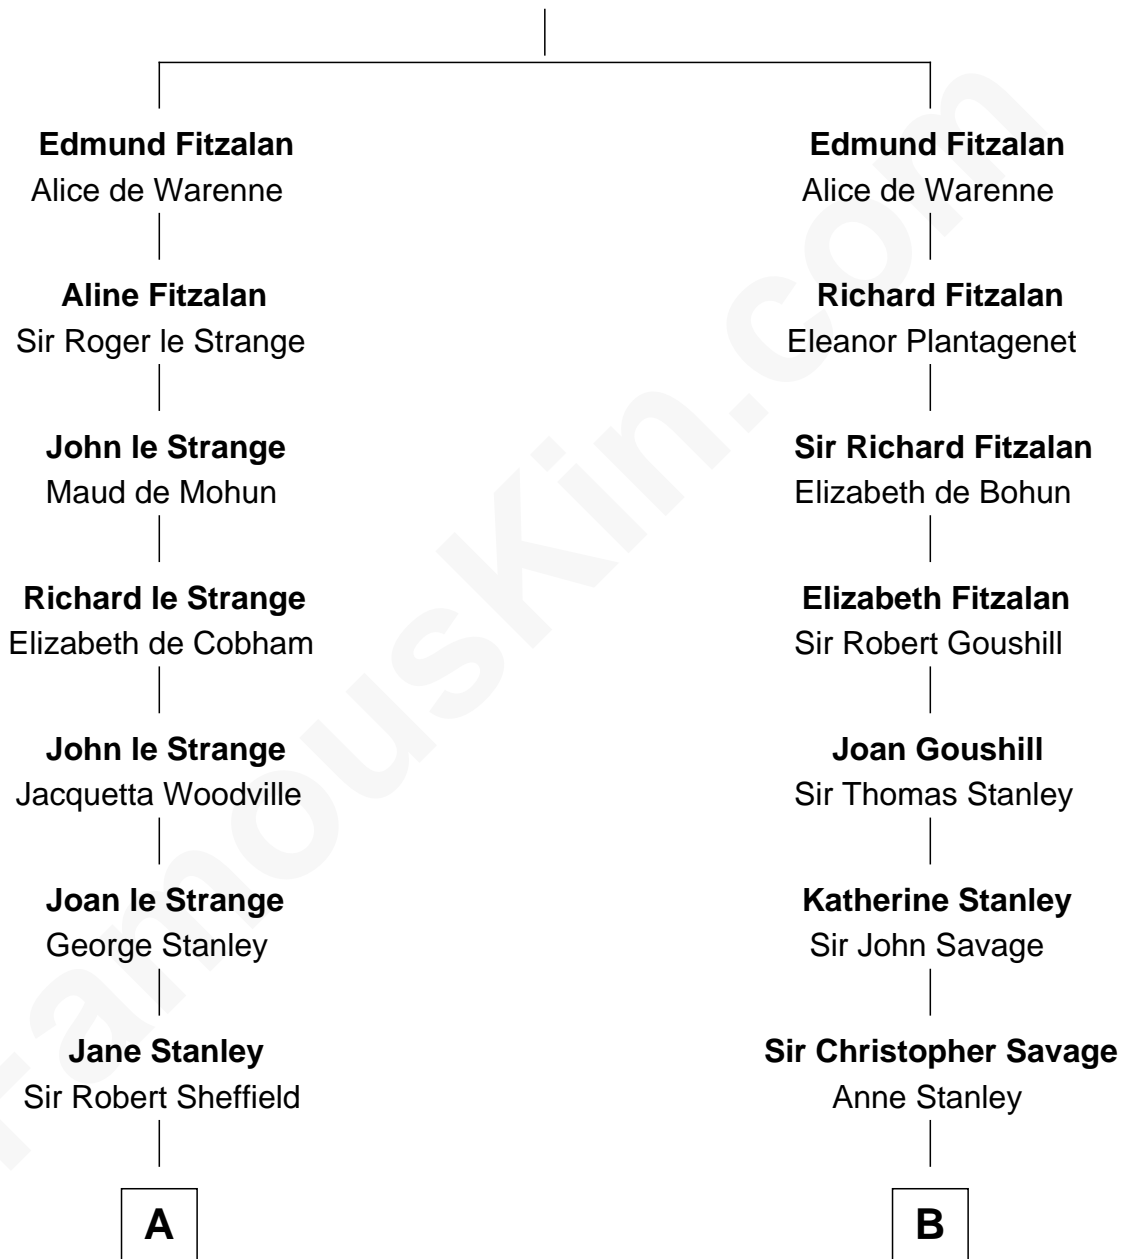 Edmund Fitzalan
Alice de Warenne
Aline Fitzalan
Sir Roger le Strange
John le Strange
Maud de Mohun
Richard le Strange
Elizabeth de Cobham
John le Strange
Jacquetta Woodville
Joan le Strange
George Stanley
Jane Stanley
Sir Robert Sheffield
A
Edmund Fitzalan
Alice de Warenne
Richard Fitzalan
Eleanor Plantagenet
Sir Richard Fitzalan
Elizabeth de Bohun
Elizabeth Fitzalan
Sir Robert Goushill
Joan Goushill
Sir Thomas Stanley
Katherine Stanley
Sir John Savage
Sir Christopher Savage
Anne Stanley
B
FamousKin.com